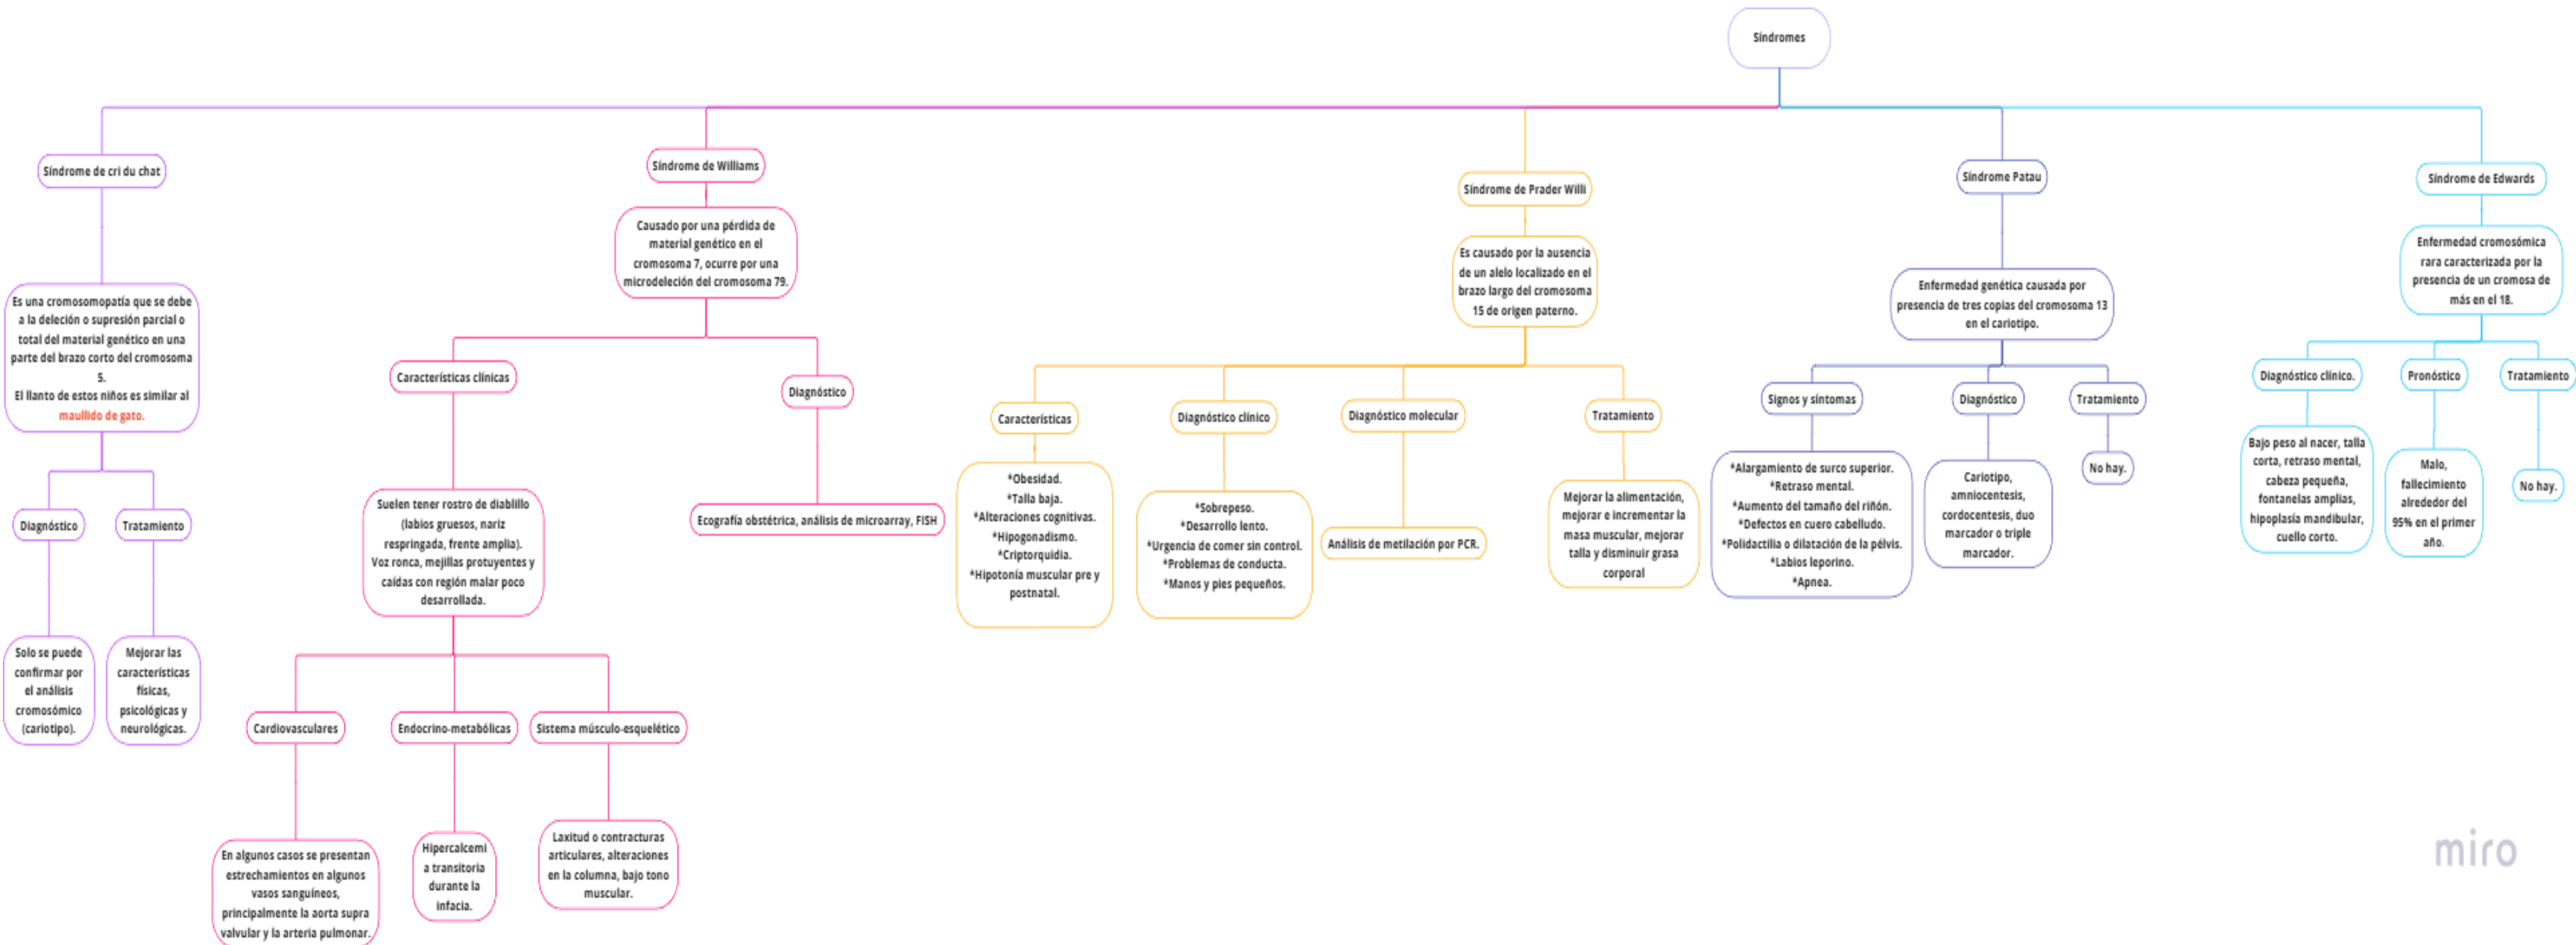 Síndromes
Síndrome de cri du chat
Es una cromosomopatía que se debe
a la deleción o supresión parcial o
total del material genético en una
parte del brazo corto del cromosoma
5.
El llanto de estos niños es similar al
maullido de gato.
Diagnóstico
Solo se puede
confirmar por
el análisis
cromosómico
(cariotipo).
Tratamiento
Mejorar las
características
físicas,
psicológicas y
neurológicas.
Síndrome de Williams
Causado por una pérdida de
material genético en el
cromosoma 7, ocurre por una
microdeleción del cromosoma 79.
Características clínicas
Suelen tener rostro de diablillo
(labios gruesos, nariz
respringada, frente amplia).
Voz ronca, mejillas protuyentes y
caídas con región malar poco
desarrollada.
Cardiovasculares
En algunos casos se presentan
estrechamientos en algunos
vasos sanguíneos,
principalmente la aorta supra
valvular y la arteria pulmonar.
Endocrino-metabólicas
Hipercalcemi
a transitoria
durante la
infacia.
Sistema músculo-esquelético
Laxitud o contracturas
articulares, alteraciones
en la columna, bajo tono
muscular.
Diagnóstico
Ecografía obstétrica, análisis de microarray, FISH
Síndrome de Prader Willi
Es causado por la ausencia
de un alelo localizado en el
brazo largo del cromosoma
15 de origen paterno.
Características
*Obesidad.
*Talla baja.
*Alteraciones cognitivas.
*Hipogonadismo.
*Criptorquidia.
*Hipotonía muscular pre y
postnatal.
Diagnóstico clínico
*Sobrepeso.
*Desarrollo lento.
*Urgencia de comer sin control.
*Problemas de conducta.
*Manos y pies pequeños.
Diagnóstico molecular
Análisis de metilación por PCR.
Tratamiento
Mejorar la alimentación,
mejorar e incrementar la
masa muscular, mejorar
talla y disminuir grasa
corporal
Síndrome Patau
Enfermedad genética causada por
presencia de tres copias del cromosoma 13
en el cariotipo.
Signos y síntomas
*Alargamiento de surco superior.
*Retraso mental.
*Aumento del tamaño del riñón.
*Defectos en cuero cabelludo.
*Polidactilia o dilatación de la pélvis.
*Labios leporino.
*Apnea.
Diagnóstico
Cariotipo,
amniocentesis,
cordocentesis, duo
marcador o triple
marcador.
Tratamiento
No hay.
Síndrome de Edwards
Enfermedad cromosómica
rara caracterizada por la
presencia de un cromosa de
más en el 18.
Diagnóstico clínico.
Bajo peso al nacer, talla
corta, retraso mental,
cabeza pequeña,
fontanelas amplias,
hipoplasía mandibular,
cuello corto.
Pronóstico
Malo,
fallecimiento
alrededor del
95% en el primer
año.
Tratamiento
No hay.
miro